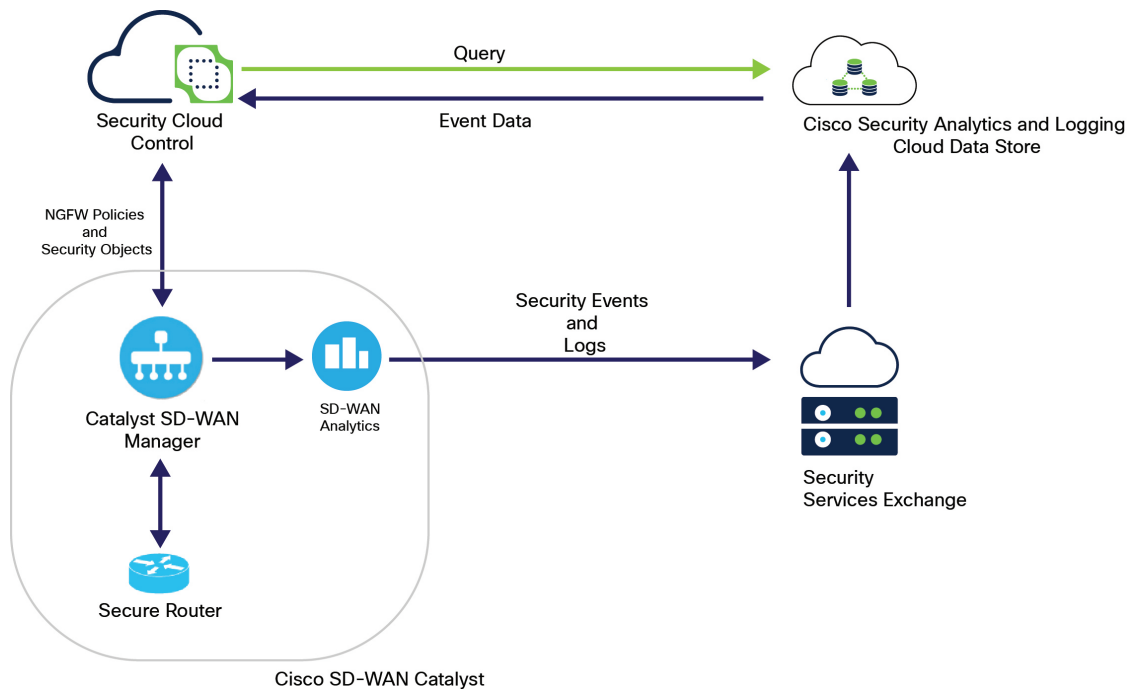 Query
Event Data
Security Cloud
Control
Cisco Security Analytics and Logging
Cloud Data Store
NGFW Policies
and
Security Objects
Security Events
and
Logs
Catalyst SD-WAN
Manager
SD-WAN
Analytics
Security
Services Exchange
Secure Router
Cisco SD-WAN Catalyst